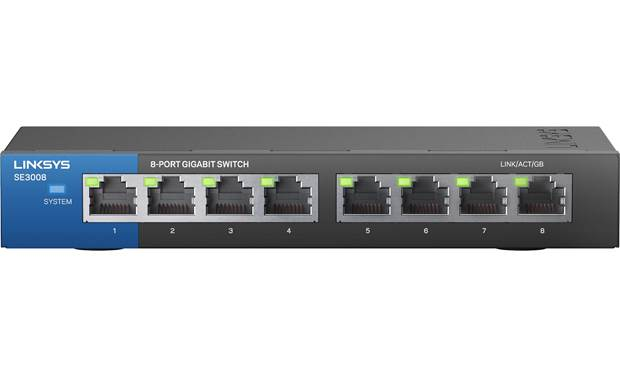 LINKSYS
8-PORT GIGABIT SWITCH
LINK/ACT/GB
SE3008
SYSTEM
1 2 3 4 5 6 7 8